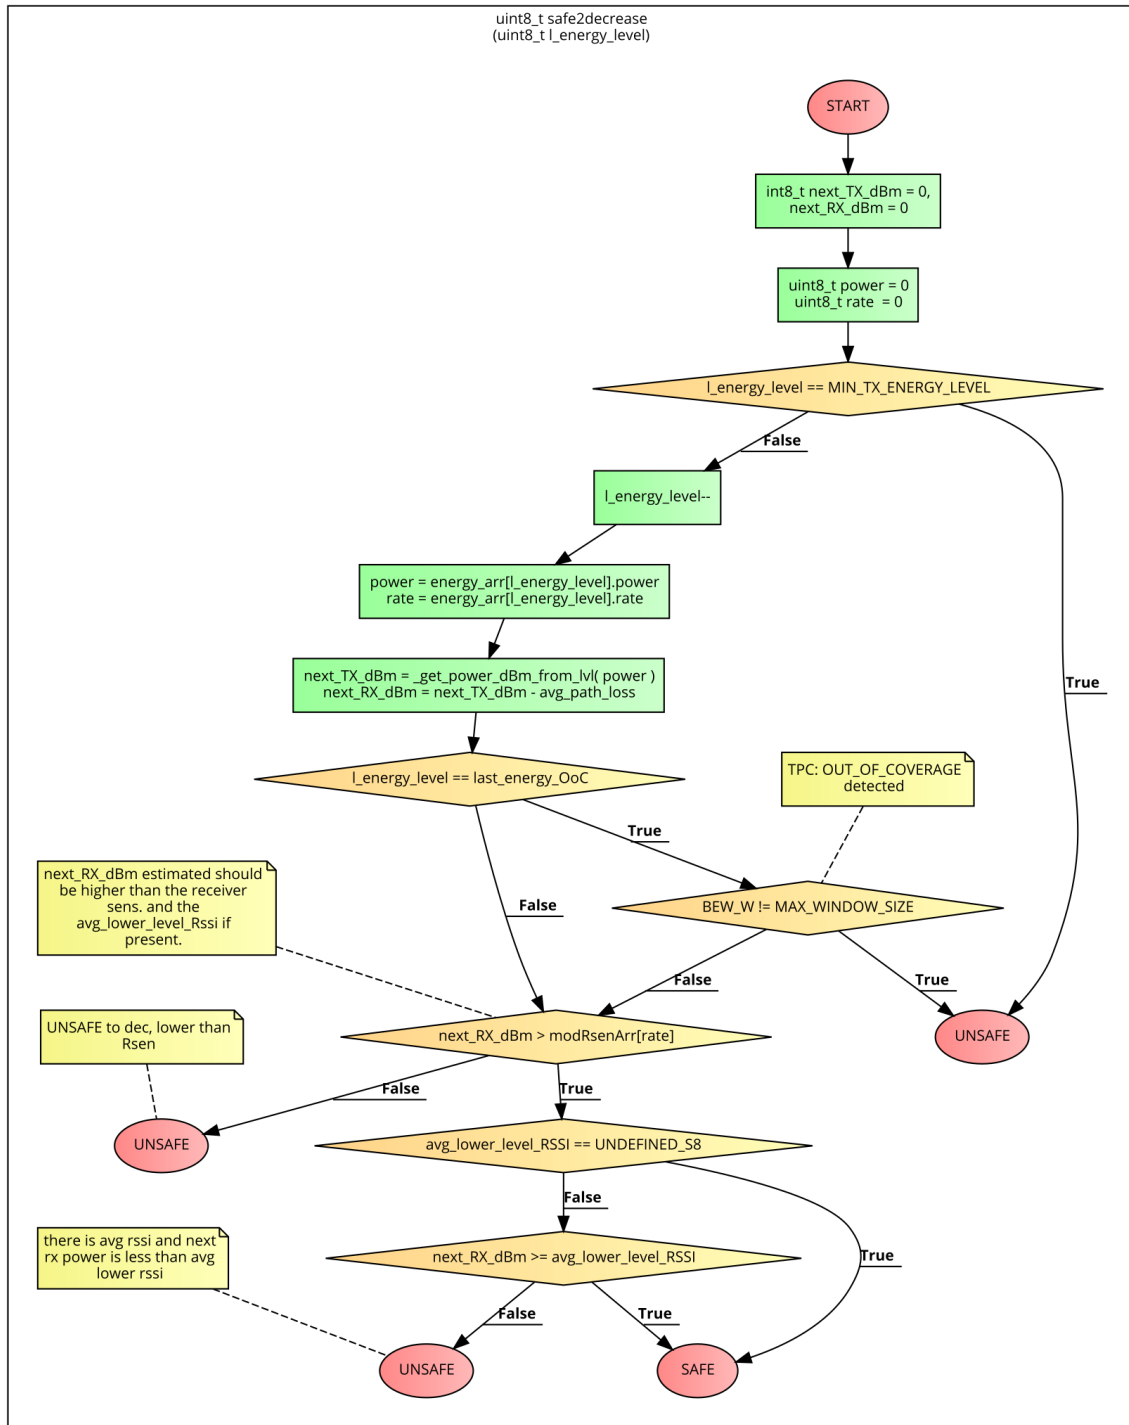 uint8_t safe2decrease
(uint8_t l_energy_level)
START
int8_t next_TX_dBm = 0,
next_RX_dBm = 0
uint8_t power = 0
uint8_t rate  = 0
l_energy_level == MIN_TX_ENERGY_LEVEL
False
l_energy_level--
power = energy_arr[l_energy_level].power
rate = energy_arr[l_energy_level].rate
next_TX_dBm = _get_power_dBm_from_lvl( power )
next_RX_dBm = next_TX_dBm - avg_path_loss
True
l_energy_level == last_energy_OoC
TPC: OUT_OF_COVERAGE
detected
True
next_RX_dBm estimated should
be higher than the receiver
sens. and the
avg_lower_level_Rssi if
present.
False
BEW_W != MAX_WINDOW_SIZE
False
True
UNSAFE to dec, lower than
Rsen
next_RX_dBm > modRsenArr[rate]
UNSAFE
False
True
UNSAFE
avg_lower_level_RSSI == UNDEFINED_S8
False
True
there is avg rssi and next
rx power is less than avg
lower rssi
next_RX_dBm >= avg_lower_level_RSSI
False
True
UNSAFE
SAFE